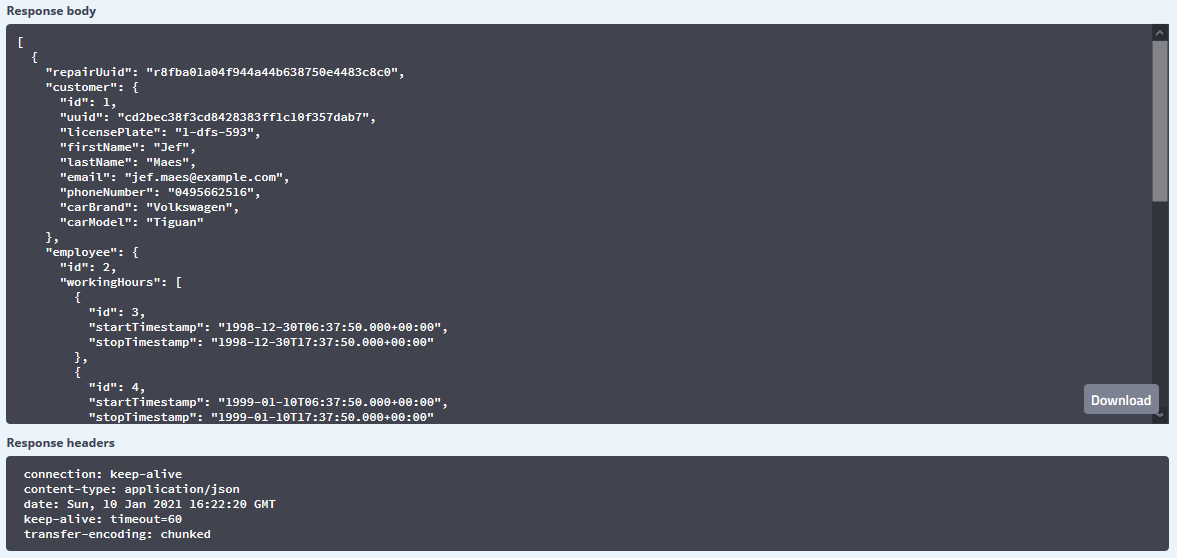 Response body
[
  {
    "repairUuid": "r8fba01a04f944a44b638750e4483c8c0",
    "customer": {
      "id": 1,
      "uuid": "cd2bec38f3cd8428383ff1c10f357dab7",
      "licensePlate": "1-dfs-593",
      "firstName": "Jef",
      "lastName": "Maes",
      "email": "jef.maes@example.com",
      "phoneNumber": "0495662516",
      "carBrand": "Volkswagen",
      "carModel": "Tiguan"
    },
    "employee": {
      "id": 2,
      "workingHours": [
        {
          "id": 3,
          "startTimestamp": "1998-12-30T06:37:50.000+00:00",
          "stopTimestamp": "1998-12-30T17:37:50.000+00:00"
        },
        {
          "id": 4,
          "startTimestamp": "1999-01-10T06:37:50.000+00:00",
          "stopTimestamp": "1999-01-10T17:37:50.000+00:00"
Download
Response headers
connection: keep-alive
content-type: application/json
date: Sun, 10 Jan 2021 16:22:20 GMT
keep-alive: timeout=60
transfer-encoding: chunked